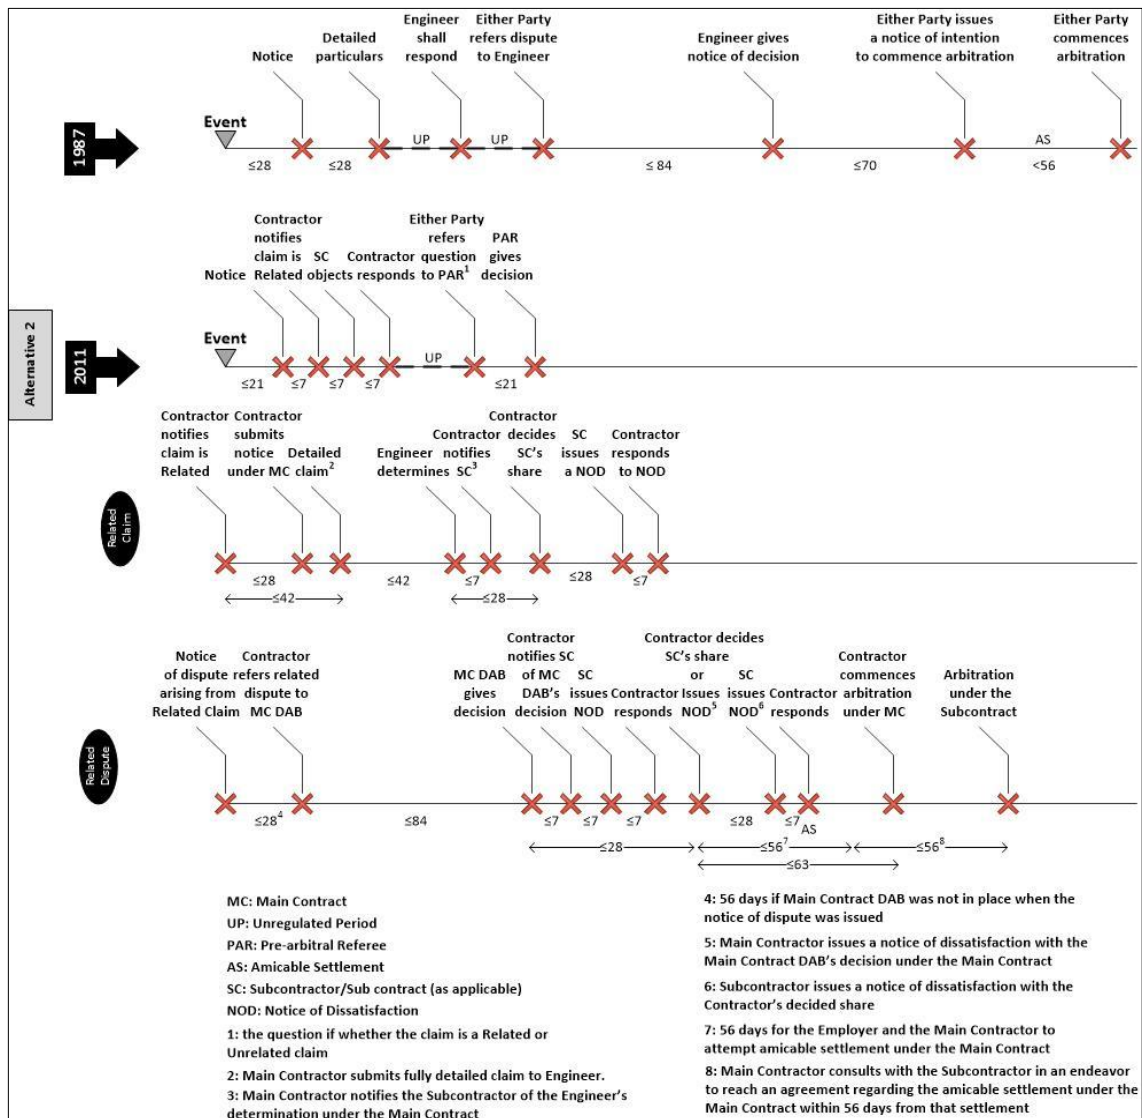 Notice
Detailed
particulars
Engineer
shall
respond
Either Party
refers dispute
to Engineer
Engineer gives
notice of decision
Either Party issues
a notice of intention
to commence arbitration
Either Party
commences
arbitration
1987
Event
UP
UP
AS
≤28
≤28
≤ 84
≤70
<56
Alternative 2
Notice
Contractor
notifies
claim is
Related
SC
objects
Contractor
responds
Either Party
refers
question
to PAR1
PAR
gives
decision
2011
Event
UP
≤21
≤7
≤7
≤7
≤21
Related
Claim
Contractor
notifies
claim is
Related
Contractor
submits
notice
under MC
Detailed
claim2
Engineer
determines
Contractor
notifies
SC3
Contractor
decides
SC's
share
SC
issues
a NOD
Contractor
responds
to NOD
≤28
≤42
≤7
≤28
≤7
≤42
≤28
Related
Dispute
Notice
of dispute
arising from
Related Claim
Contractor
refers related
dispute to
MC DAB
MC DAB
gives
decision
Contractor
notifies SC
of MC
DAB's
decision
SC
issues
NOD
Contractor
responds
Contractor decides
SC's share
or
Issues
NOD5
SC
issues
NOD6
Contractor
responds
Contractor
commences
arbitration
under MC
Arbitration
under the
Subcontract
≤284
≤84
≤7
≤7
≤7
≤28
≤7
AS
≤28
≤567
≤568
≤63
MC: Main Contract
UP: Unregulated Period
PAR: Pre-arbitral Referee
AS: Amicable Settlement
SC: Subcontractor/Sub contract (as applicable)
NOD: Notice of Dissatisfaction
1: the question if whether the claim is a Related or
Unrelated claim
2: Main Contractor submits fully detailed claim to Engineer.
3: Main Contractor notifies the Subcontractor of the Engineer's
determination under the Main Contract
4: 56 days if Main Contract DAB was not in place when the
notice of dispute was issued
5: Main Contractor issues a notice of dissatisfaction with the
Main Contract DAB's decision under the Main Contract
6: Subcontractor issues a notice of dissatisfaction with the
Contractor's decided share
7: 56 days for the Employer and the Main Contractor to
attempt amicable settlement under the Main Contract
8: Main Contractor consults with the Subcontractor in an endeavor
to reach an agreement regarding the amicable settlement under the
Main Contract within 56 days from that settlement